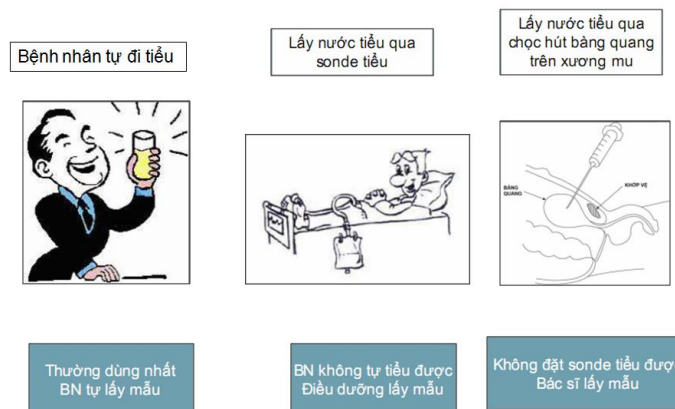 Bệnh nhân tự đi tiểu
Lấy nước tiểu qua
sonde tiểu
Lấy nước tiểu qua
chọc hút bàng quang
trên xương mu
BÀNG
QUANG
KHỚP VỆ
Thường dùng nhất
BN tự lấy mẫu
BN không tự tiểu được
Điều dưỡng lấy mẫu
Không đặt sonde tiểu đượ
Bác sĩ lấy mẫu